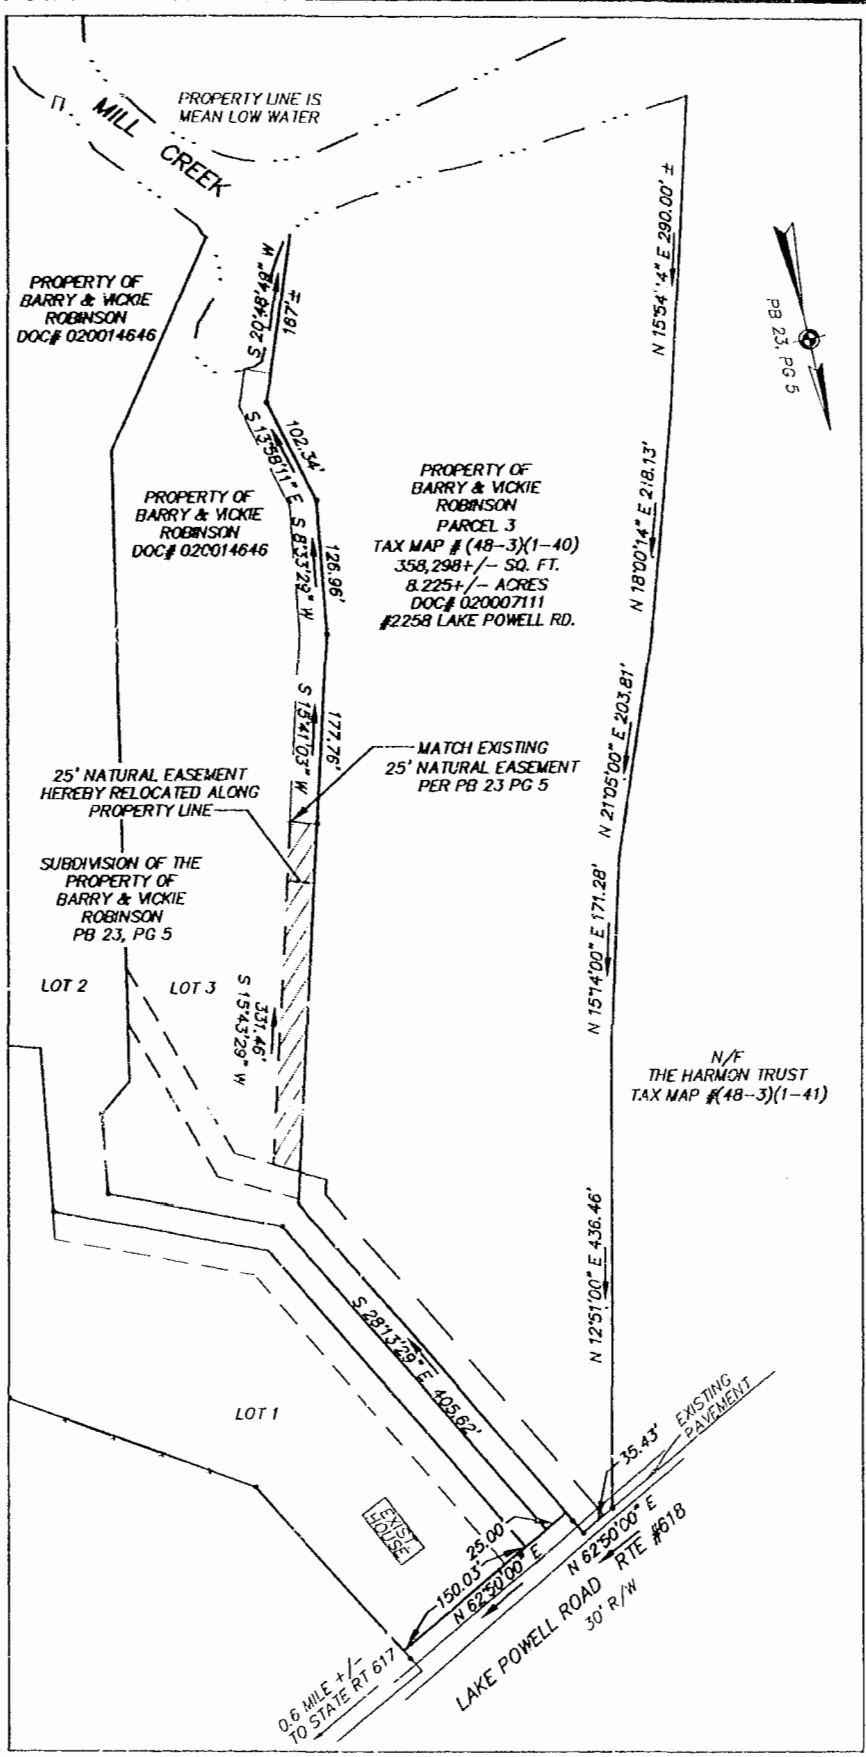 PROPERTY LINE IS
MEAN LOW WATER
MILL CREEK
PROPERTY OF
BARRY & VICKIE
ROBINSON
DOC# 020014646
S 20°48'49" W
187'±
N 15°54'14" E 290.00' ±
PB 23, PG 5
S 13°58'11" E
102.34'
PROPERTY OF
BARRY & VICKIE
ROBINSON
DOC# 020014646
PROPERTY OF
BARRY & VICKIE
ROBINSON
PARCEL 3
TAX MAP # (48-3)(1-40)
358,298+/- SQ. FT.
8.225+/- ACRES
DOC# 020007111
#2258 LAKE POWELL RD.
N 18°00'14" E 218.13'
S 8°33'29" W
126.96'
S 15°41'03" W
177.76'
N 21°05'00" E 203.81'
MATCH EXISTING
25' NATURAL EASEMENT
PER PB 23 PG 5
25' NATURAL EASEMENT
HEREBY RELOCATED ALONG
PROPERTY LINE
SUBDIVISION OF THE
PROPERTY OF
BARRY & VICKIE
ROBINSON
PB 23, PG 5
N 15°14'00" E 171.28'
LOT 2
LOT 3
331.46'
S 15°43'29" W
N/F
THE HARMON TRUST
TAX MAP #(48-3)(1-41)
N 12°51'00" E 436.46'
S 28°13'29" E 405.62'
LOT 1
EXISTING
PAVEMENT
35.43'
EXIST
HOUSE
25.00
150.03'
N 62°50'00" E
N 62°50'00" E
LAKE POWELL ROAD RTE #618
30' R/W
0.6 MILE +/-
TO STATE RT 617